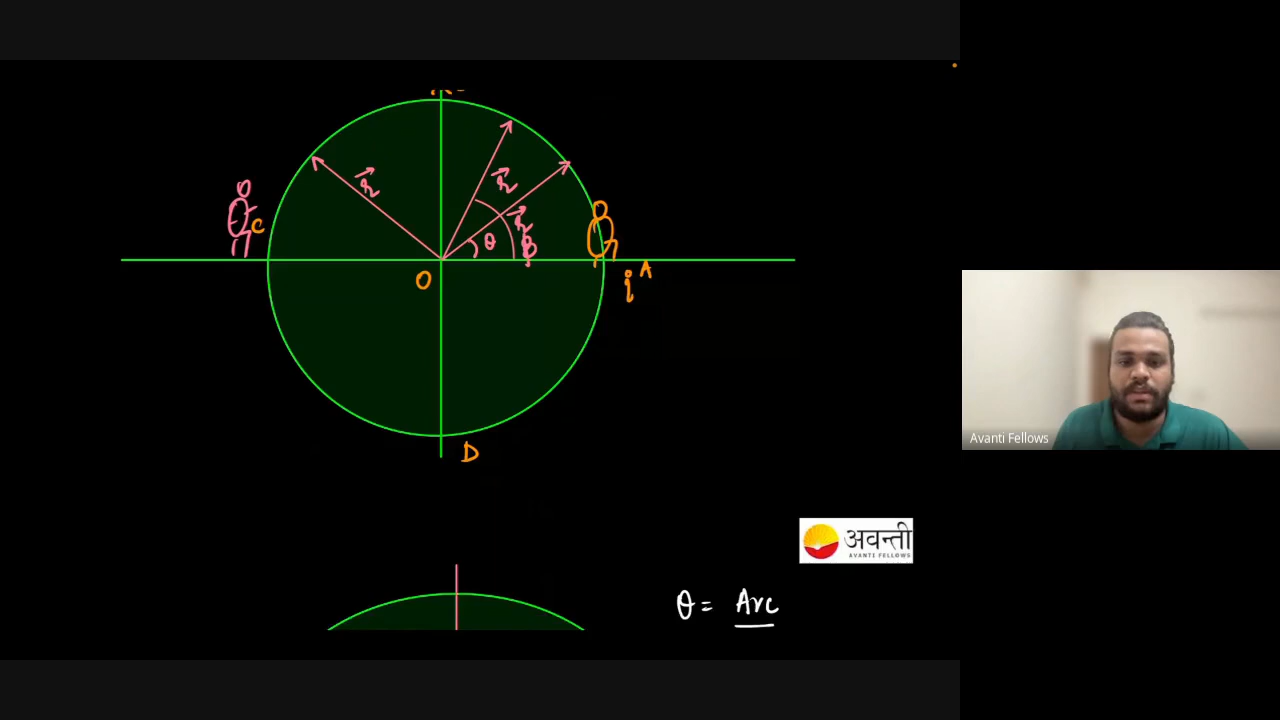 r
r
C
θ
r
β
O
i
A
D
Avanti Fellows
अवन्ती
AVANTI FELLOWS
θ = Arc